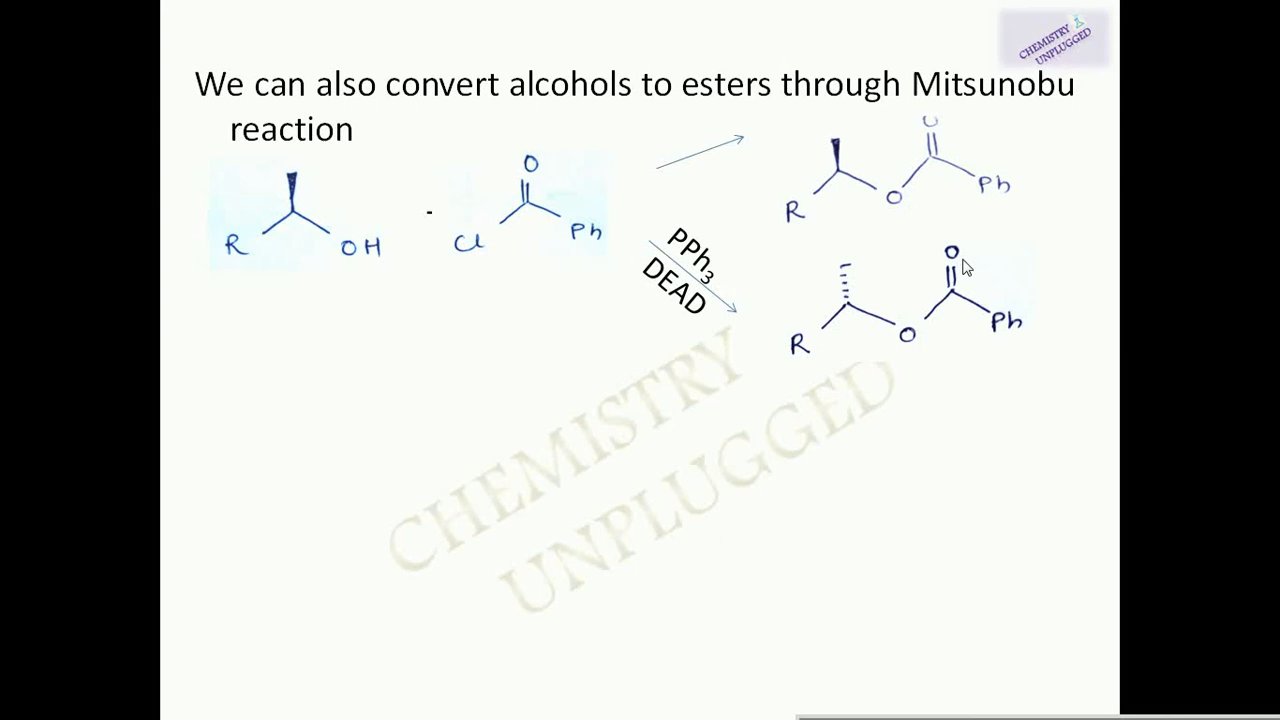 CHEMISTRY
UNPLUGGED
We can also convert alcohols to esters through Mitsunobu
reaction
R OH
O
Cl Ph
O
R O Ph
PPh₃
DEAD
O
R O Ph
CHEMISTRY
UNPLUGGED